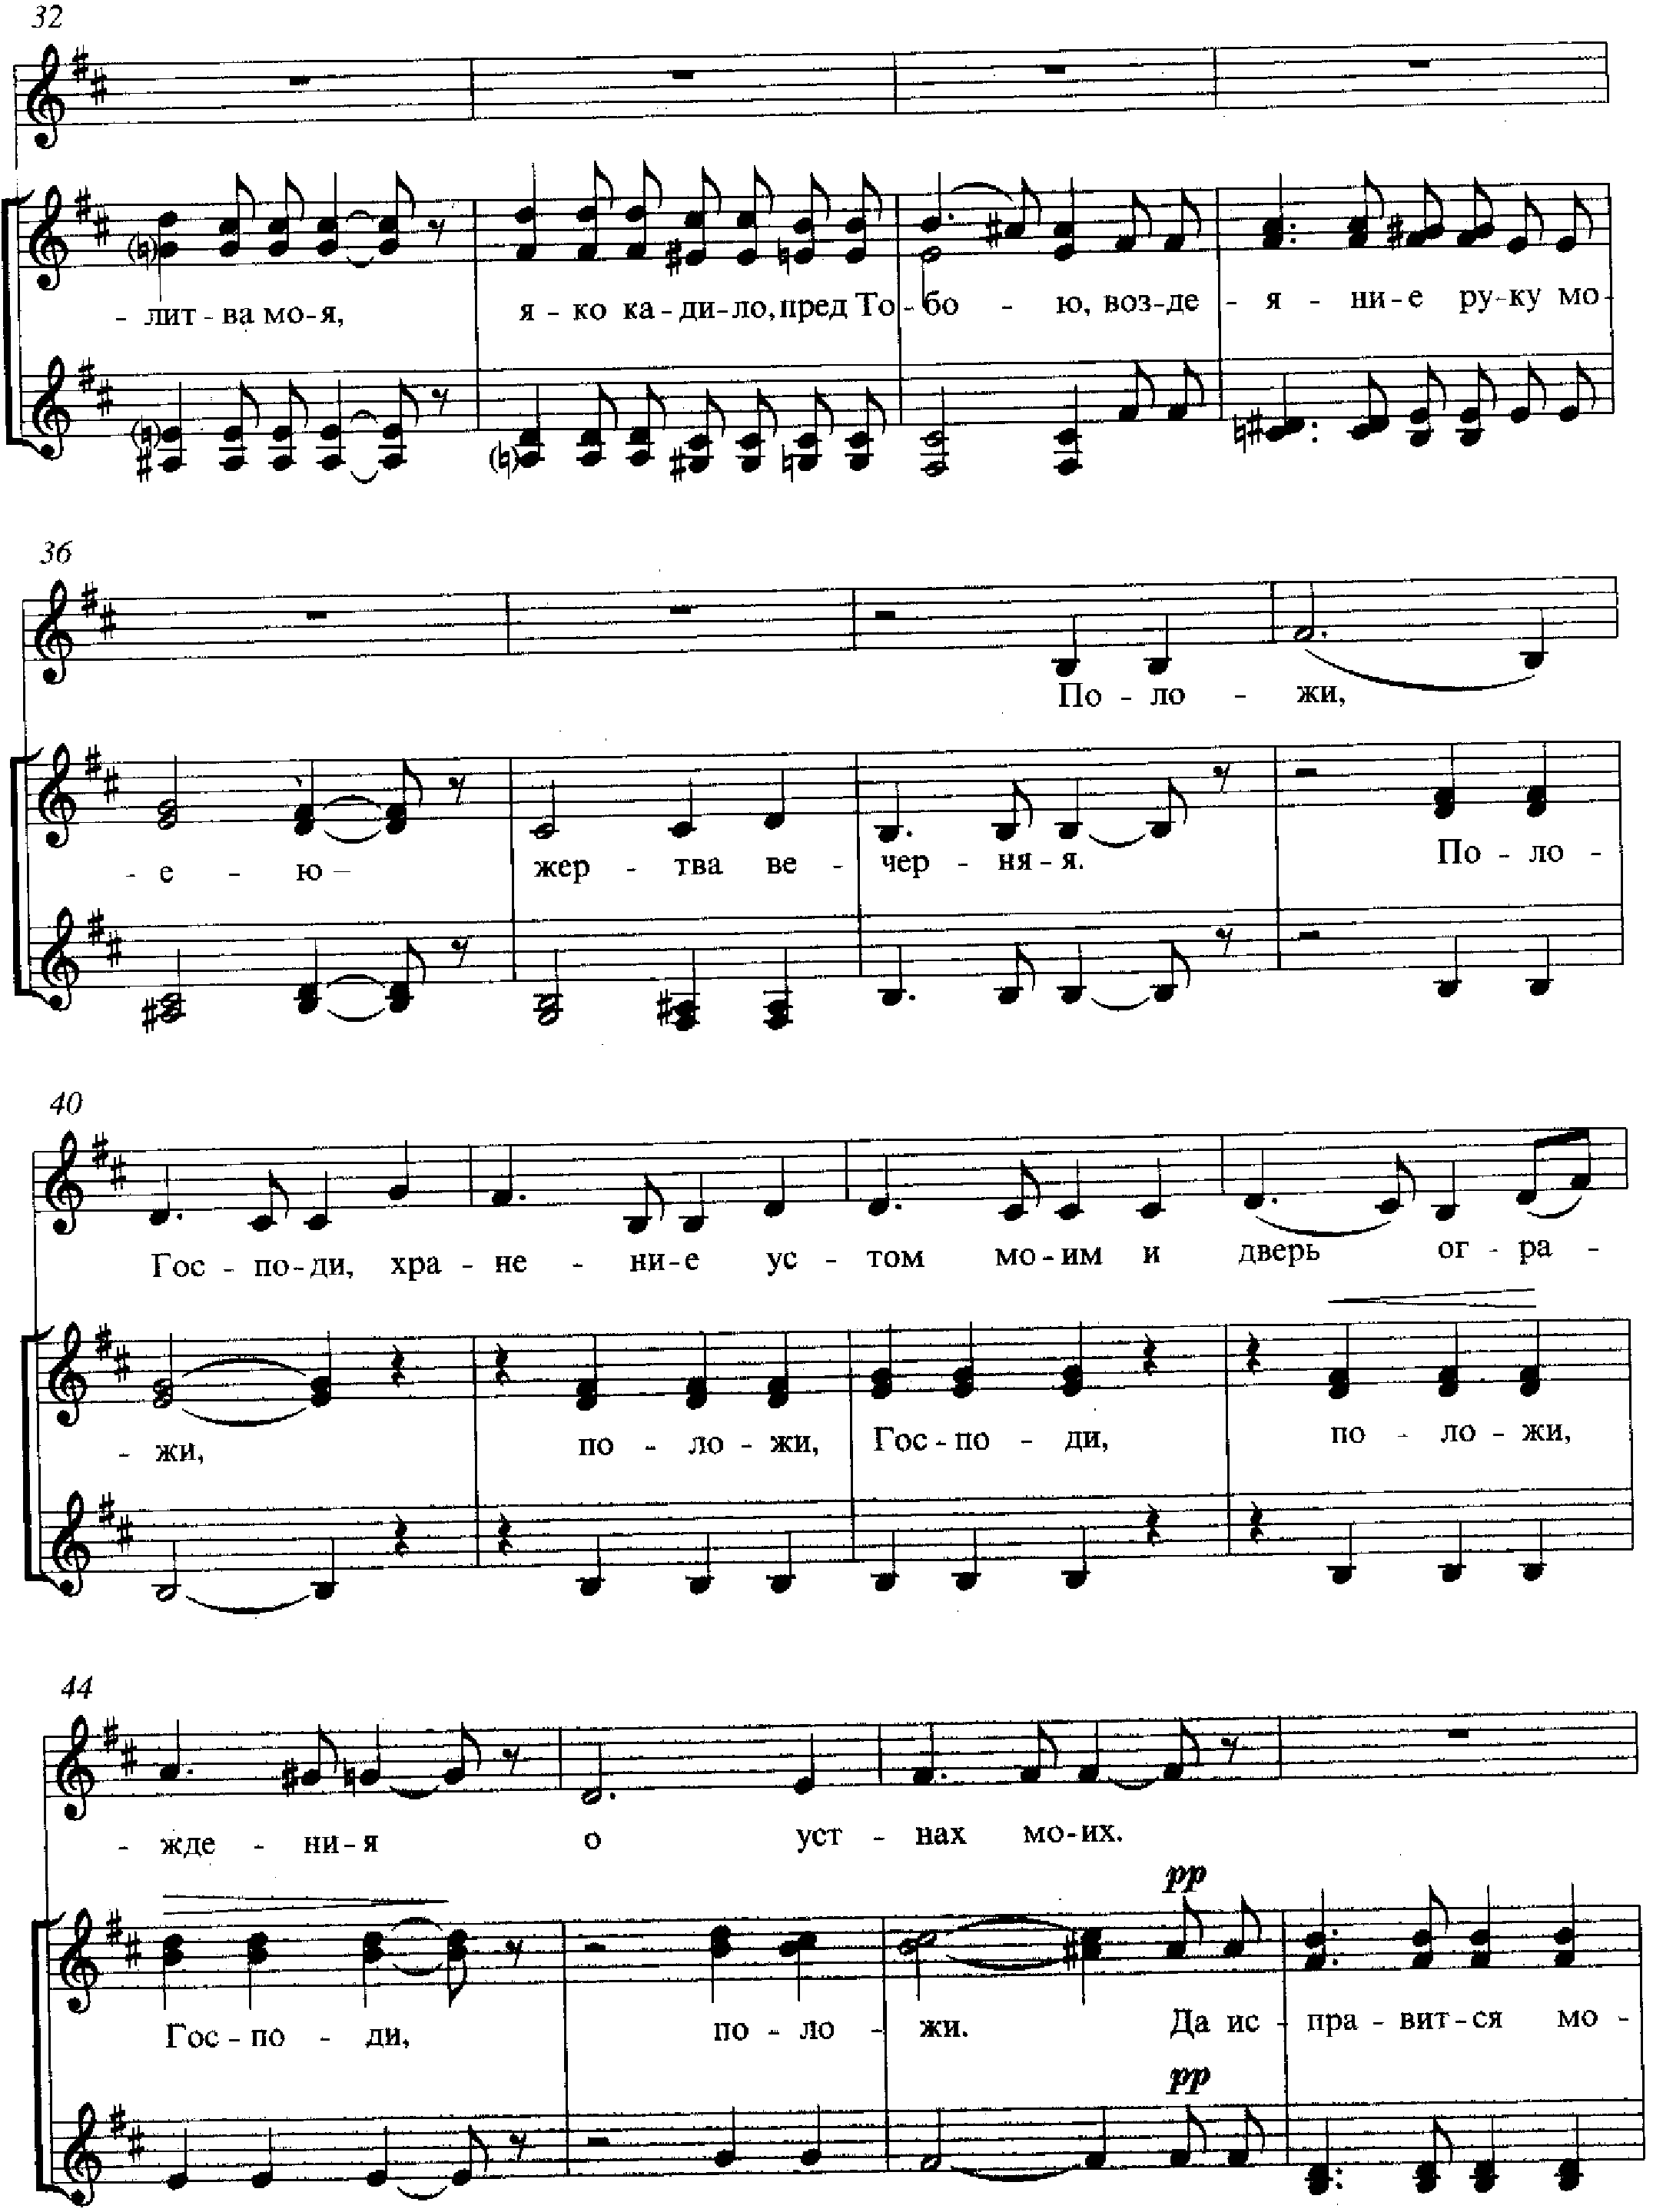 32
- лит - ва мо-я, я - ко ка-ди-ло, пред То - бо - ю, воз-де - я - ни-е ру-ку мо-
36
По - ло - жи,
- е - ю – жер - тва ве - чер - ня-я. По - ло -
40
Гос - по-ди, хра - не - ни-е ус - том мо-им и дверь ог - ра -
- жи, по - ло - жи, Гос-по - ди, по - ло - жи,
44
- жде - ни-я о уст - нах мо-их.
pp
Гос-по - ди, по - ло - жи. Да ис - пра - вит-ся мо -
pp